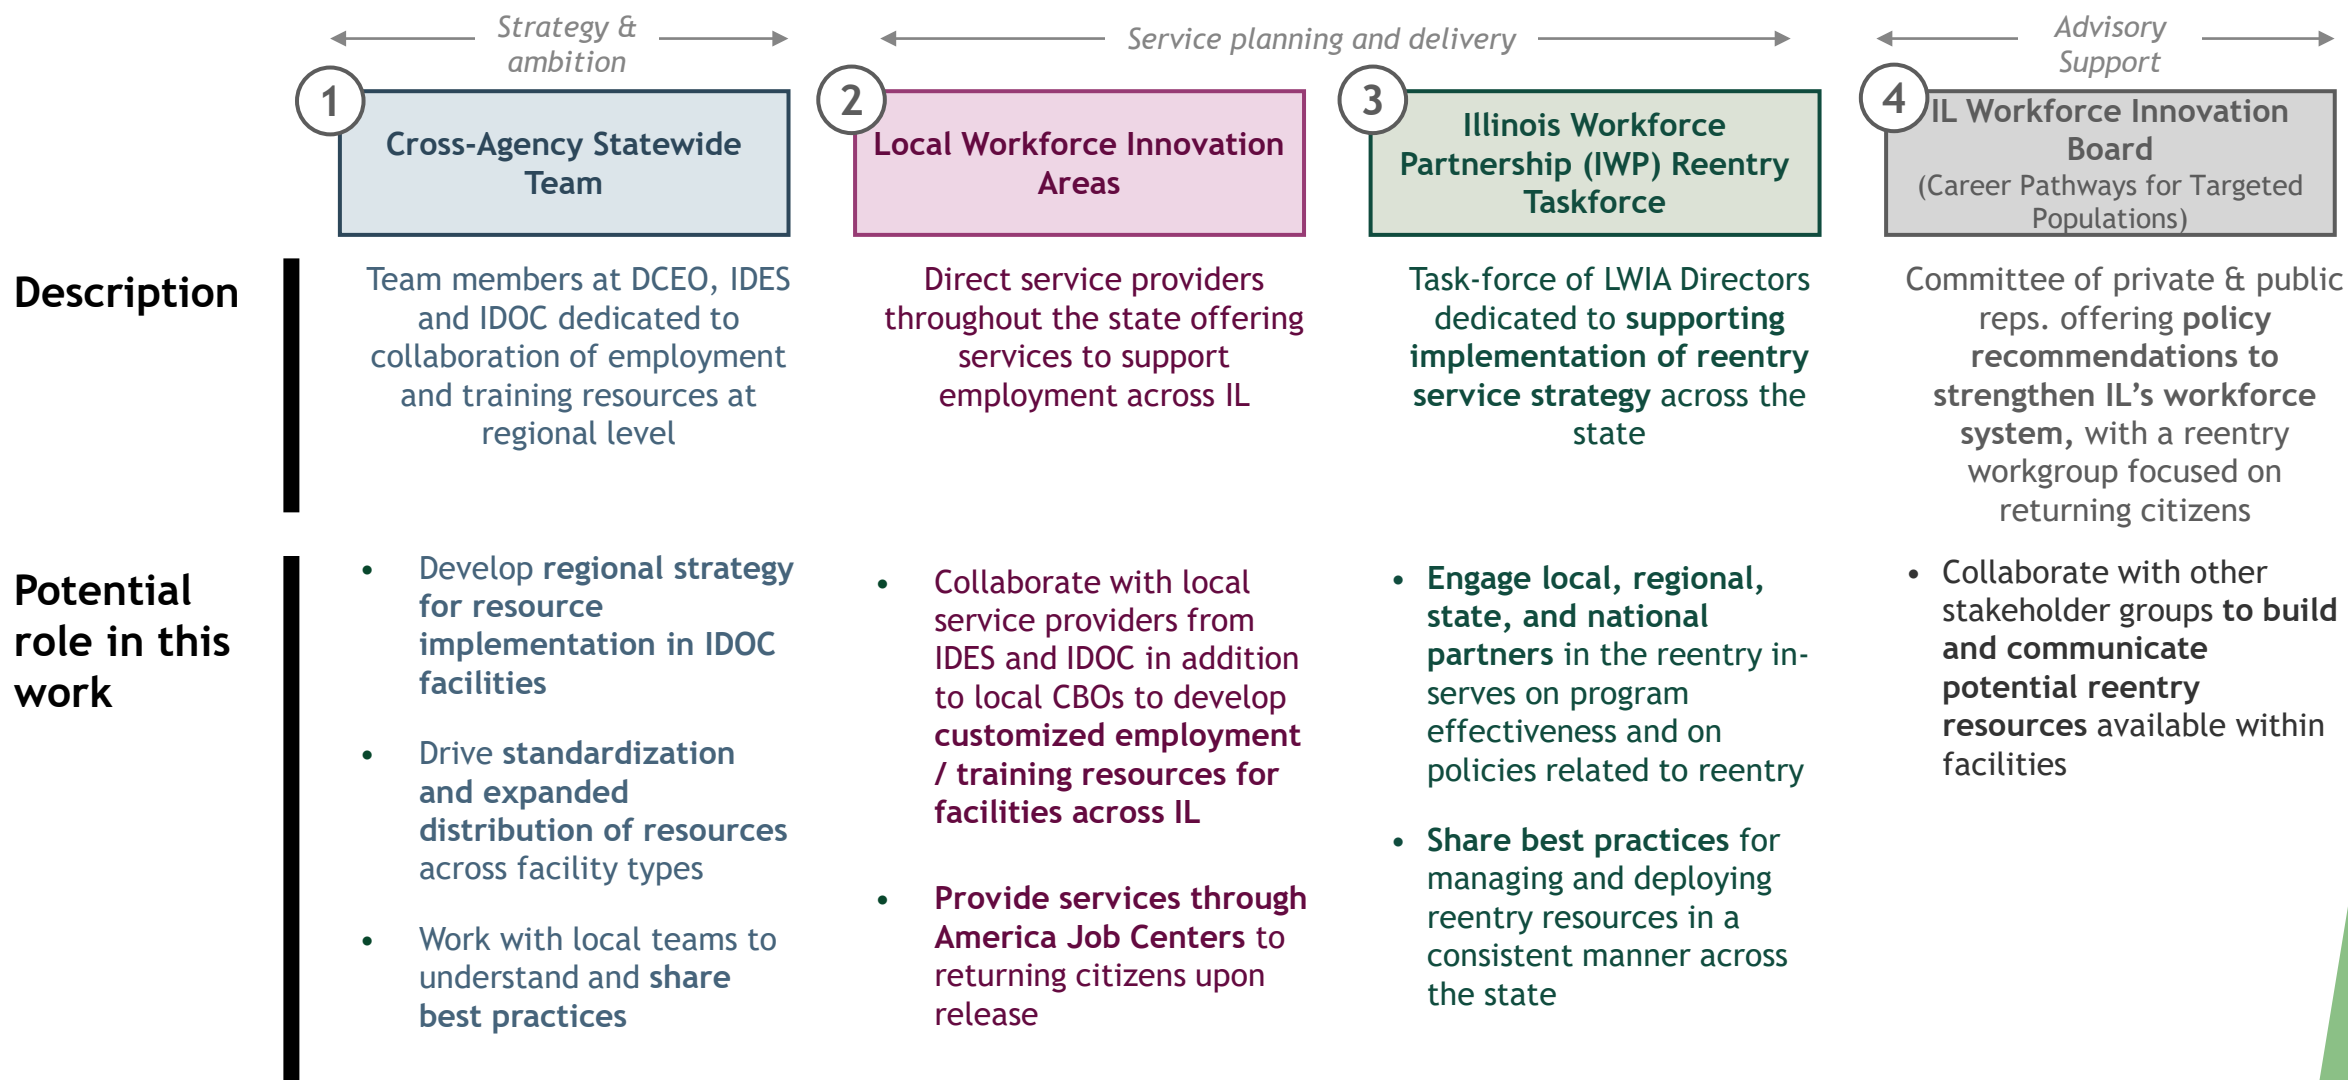 Strategy &
ambition
Service planning and delivery
Advisory
Support
1
Cross-Agency Statewide
Team
2
Local Workforce Innovation
Areas
3
Illinois Workforce
Partnership (IWP) Reentry
Taskforce
4
IL Workforce Innovation
Board
(Career Pathways for Targeted
Populations)
Description
Team members at DCEO, IDES
and IDOC dedicated to
collaboration of employment
and training resources at
regional level
Direct service providers
throughout the state offering
services to support
employment across IL
Task-force of LWIA Directors
dedicated to supporting
implementation of reentry
service strategy across the
state
Committee of private & public
reps. offering policy
recommendations to
strengthen IL’s workforce
system, with a reentry
workgroup focused on
returning citizens
Potential
role in this
work
• Develop regional strategy
for resource
implementation in IDOC
facilities
• Drive standardization
and expanded
distribution of resources
across facility types
• Work with local teams to
understand and share
best practices
• Collaborate with local
service providers from
IDES and IDOC in addition
to local CBOs to develop
customized employment
/ training resources for
facilities across IL
• Provide services through
America Job Centers to
returning citizens upon
release
• Engage local, regional,
state, and national
partners in the reentry in-
serves on program
effectiveness and on
policies related to reentry
• Share best practices for
managing and deploying
reentry resources in a
consistent manner across
the state
• Collaborate with other
stakeholder groups to build
and communicate
potential reentry
resources available within
facilities